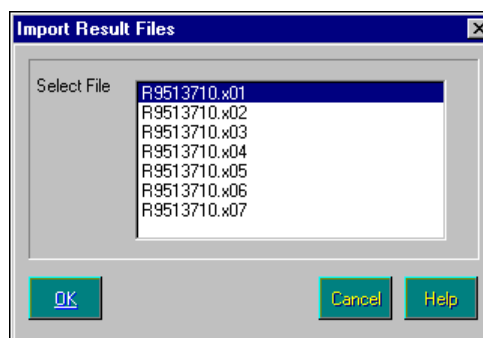 Import Result Files
Select File
R9513710.x01
R9513710.x02
R9513710.x03
R9513710.x04
R9513710.x05
R9513710.x06
R9513710.x07
OK Cancel Help